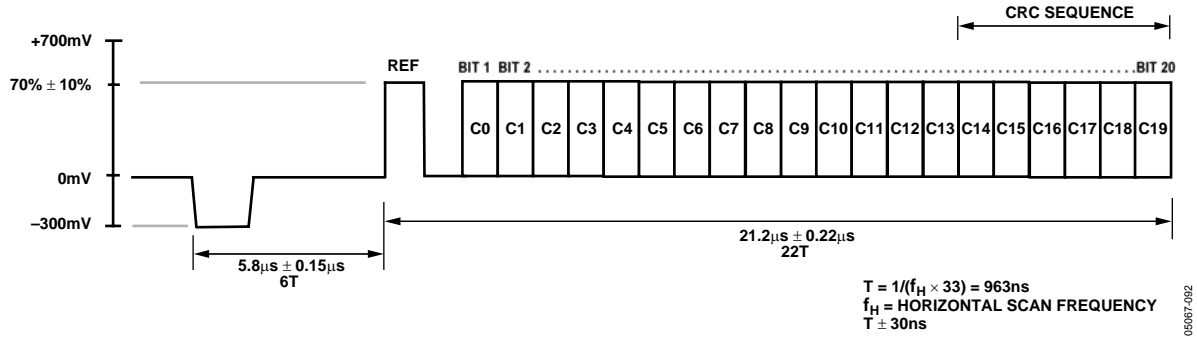 CRC SEQUENCE
+700mV
REF
BIT 1 BIT 2 ........................................................................ BIT 20
70% ± 10%
C0 C1 C2 C3 C4 C5 C6 C7 C8 C9 C10 C11 C12 C13 C14 C15 C16 C17 C18 C19
0mV
–300mV
21.2μs ± 0.22μs
22T
5.8μs ± 0.15μs
6T
T = 1/(fH × 33) = 963ns
fH = HORIZONTAL SCAN FREQUENCY
T ± 30ns
05067-092